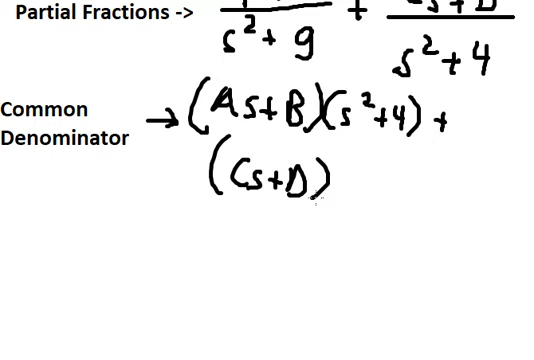 Partial Fractions -> s²+9 + s²+4
Common Denominator → (As+B)(s²+4) +
(Cs+D)